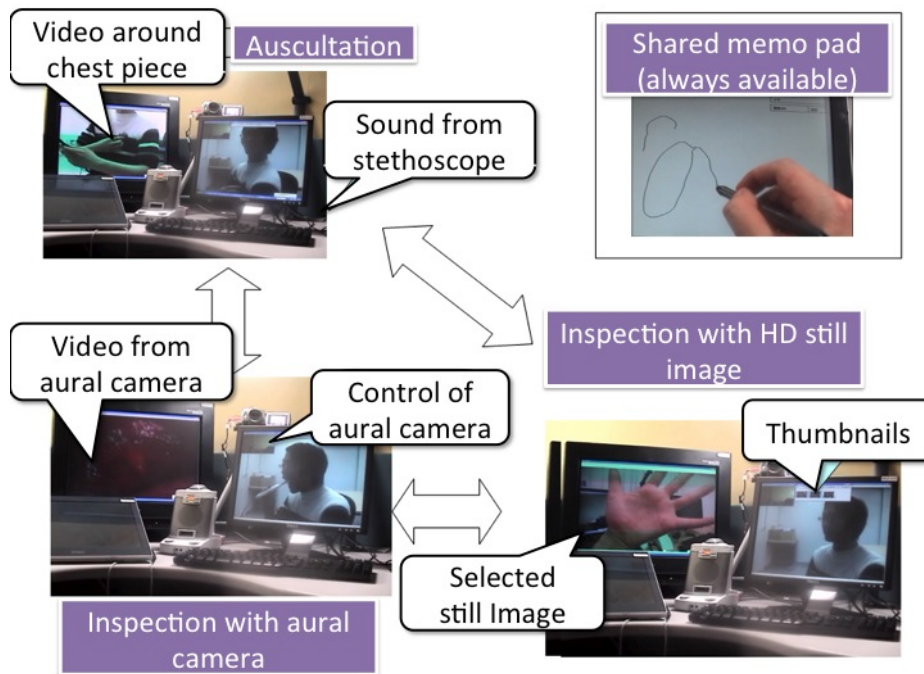 Video around
chest piece
Auscultation
Sound from
stethoscope
Shared memo pad
(always available)
Video from
aural camera
Control of
aural camera
Inspection with HD still
image
Thumbnails
Selected
still Image
Inspection with aural
camera